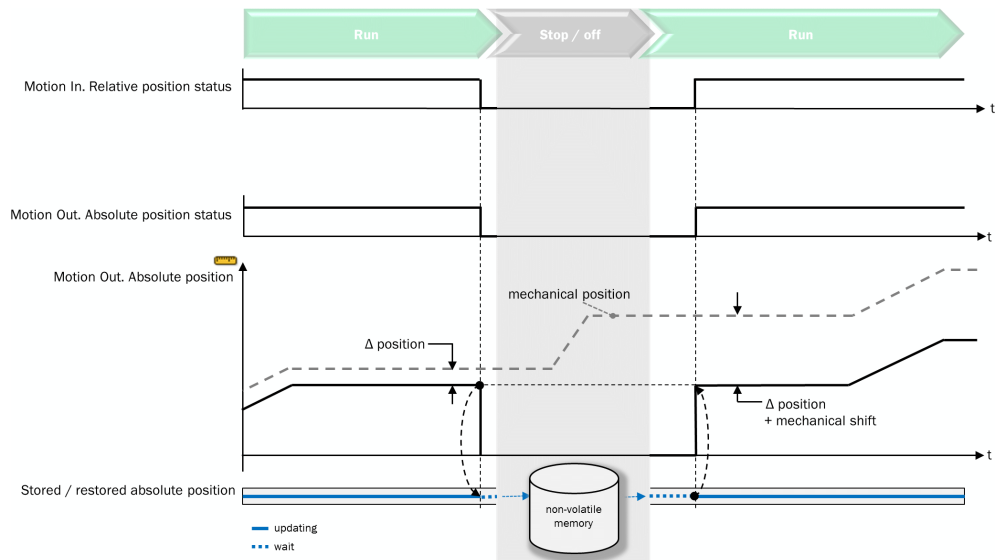 Run
Stop / off
Run
Motion In. Relative position status
t
Motion Out. Absolute position status
t
Motion Out. Absolute position
mechanical position
Δ position
Δ position
+ mechanical shift
t
Stored / restored absolute position
non-volatile
memory
updating
wait